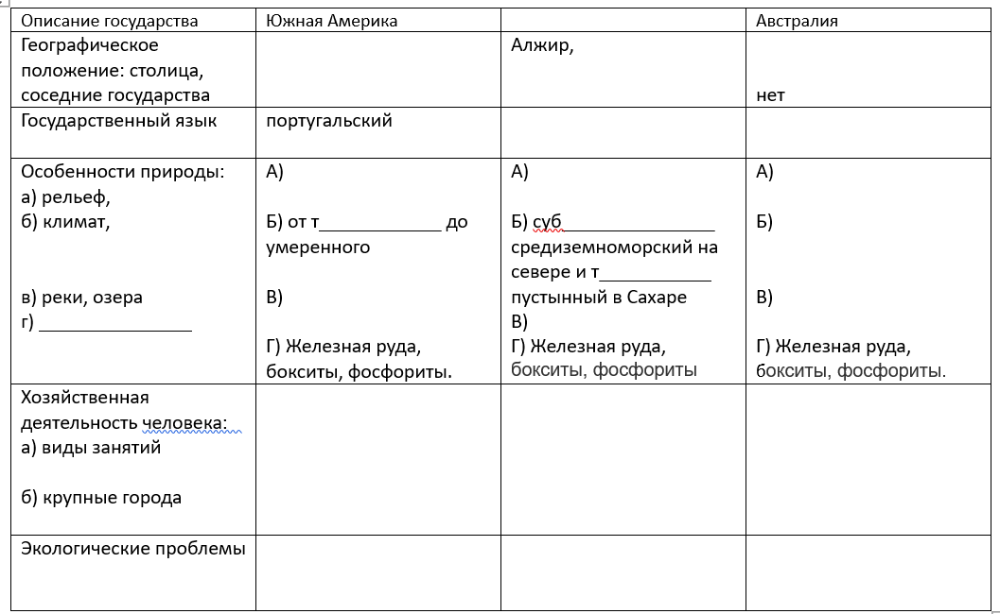 Описание государства
Южная Америка
Австралия
Географическое
положение: столица,
соседние государства
Алжир,
нет
Государственный язык
португальский
Особенности природы:
а) рельеф,
б) климат,
в) реки, озера
г) _______________
А)
Б) от т____________ до
умеренного
В)
Г) Железная руда,
бокситы, фосфориты.
А)
Б) суб_______________
средиземноморский на
севере и т___________
пустынный в Сахаре
В)
Г) Железная руда,
бокситы, фосфориты
А)
Б)
В)
Г) Железная руда,
бокситы, фосфориты.
Хозяйственная
деятельность человека:
а) виды занятий
б) крупные города
Экологические проблемы